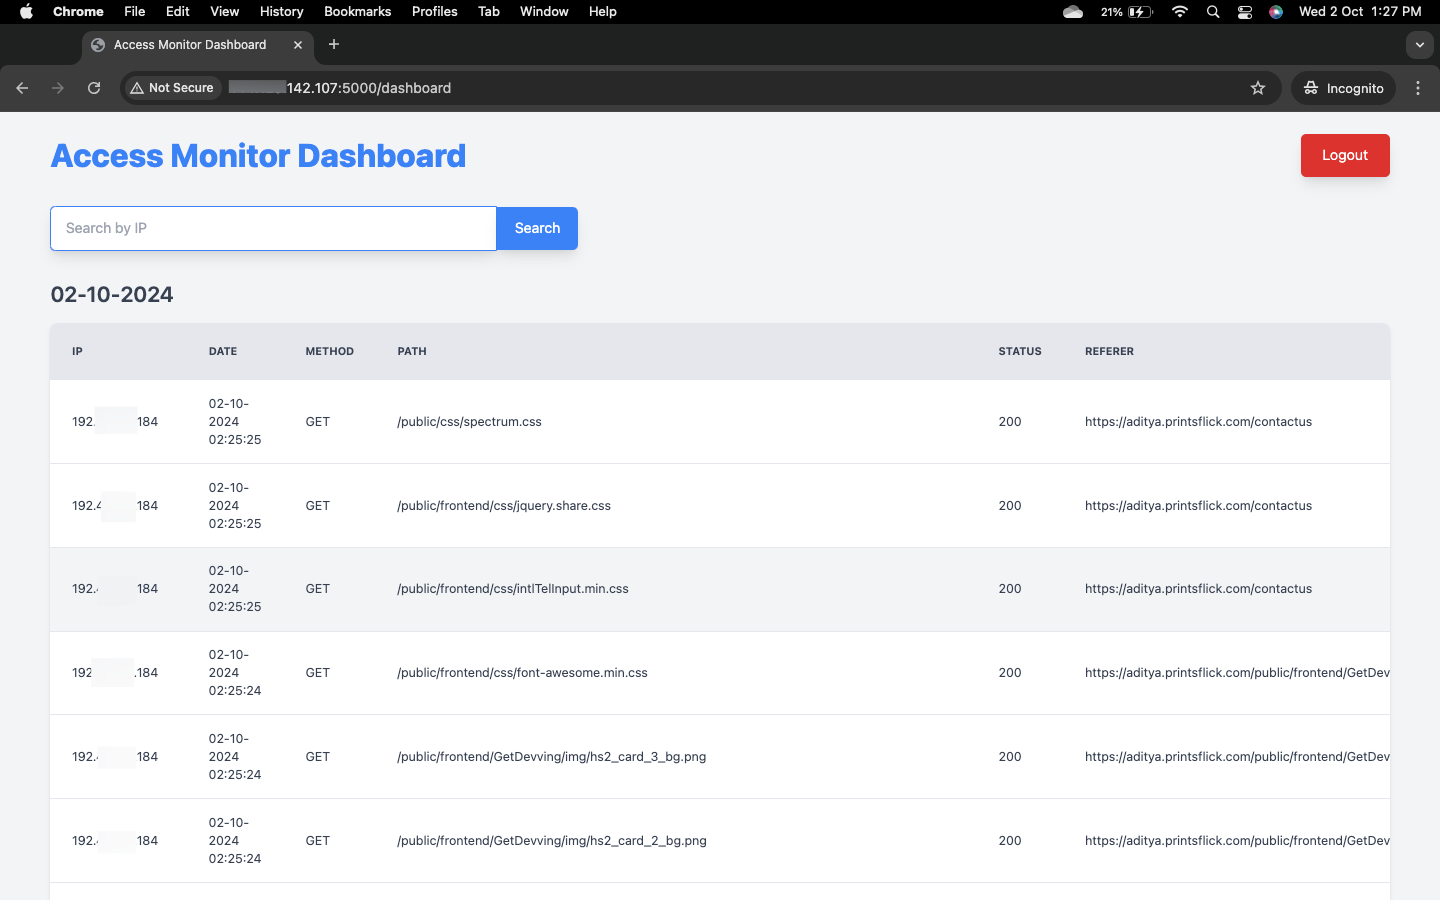 Chrome File Edit View History Bookmarks Profiles Tab Window Help 21% Wed 2 Oct 1:27 PM
Access Monitor Dashboard
Not Secure 142.107:5000/dashboard Incognito
Access Monitor Dashboard Logout
Search by IP Search
02-10-2024
IP DATE METHOD PATH STATUS REFERER
192. 184 02-10-2024 02:25:25 GET /public/css/spectrum.css 200 https://aditya.printsflick.com/contactus
192.4 184 02-10-2024 02:25:25 GET /public/frontend/css/jquery.share.css 200 https://aditya.printsflick.com/contactus
192. 184 02-10-2024 02:25:25 GET /public/frontend/css/intlTelInput.min.css 200 https://aditya.printsflick.com/contactus
192 .184 02-10-2024 02:25:24 GET /public/frontend/css/font-awesome.min.css 200 https://aditya.printsflick.com/public/frontend/GetDev
192. 184 02-10-2024 02:25:24 GET /public/frontend/GetDevving/img/hs2_card_3_bg.png 200 https://aditya.printsflick.com/public/frontend/GetDev
192. 184 02-10-2024 02:25:24 GET /public/frontend/GetDevving/img/hs2_card_2_bg.png 200 https://aditya.printsflick.com/public/frontend/GetDev